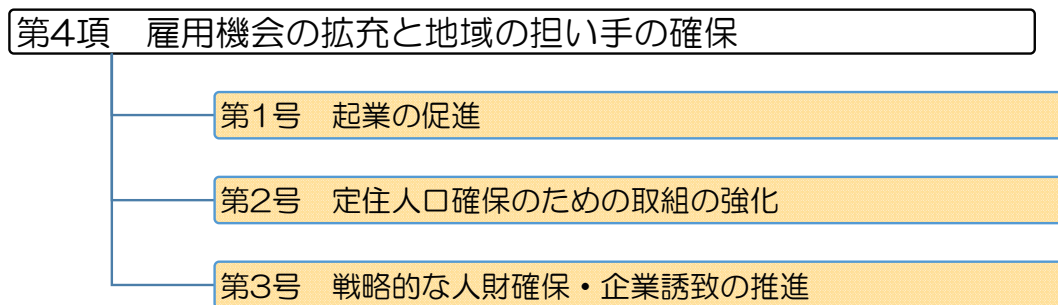 第4項　雇用機会の拡充と地域の担い手の確保
第1号　起業の促進
第2号　定住人口確保のための取組の強化
第3号　戦略的な人財確保・企業誘致の推進